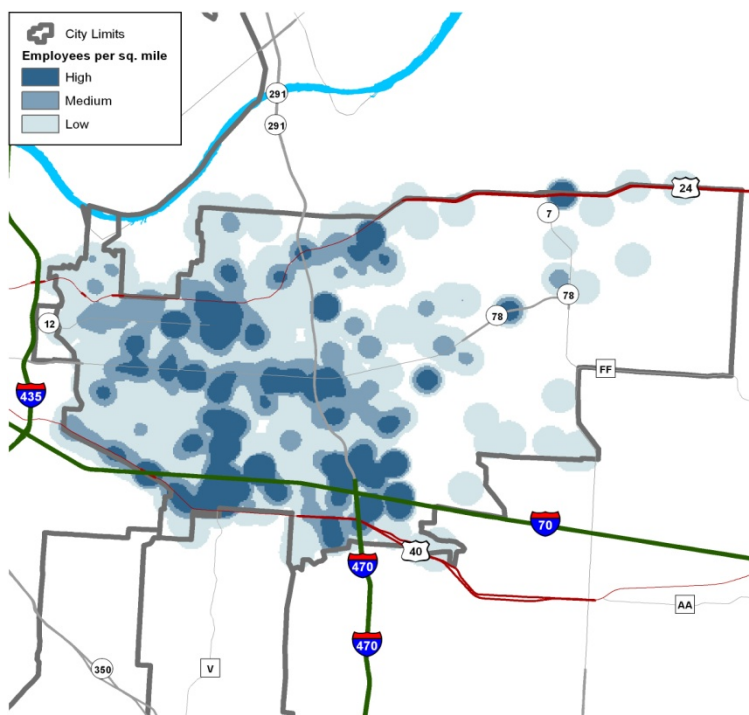 City Limits
Employees per sq. mile
High
Medium
Low
291
291
24
7
78
78
12
FF
435
70
40
470
AA
470
350
V